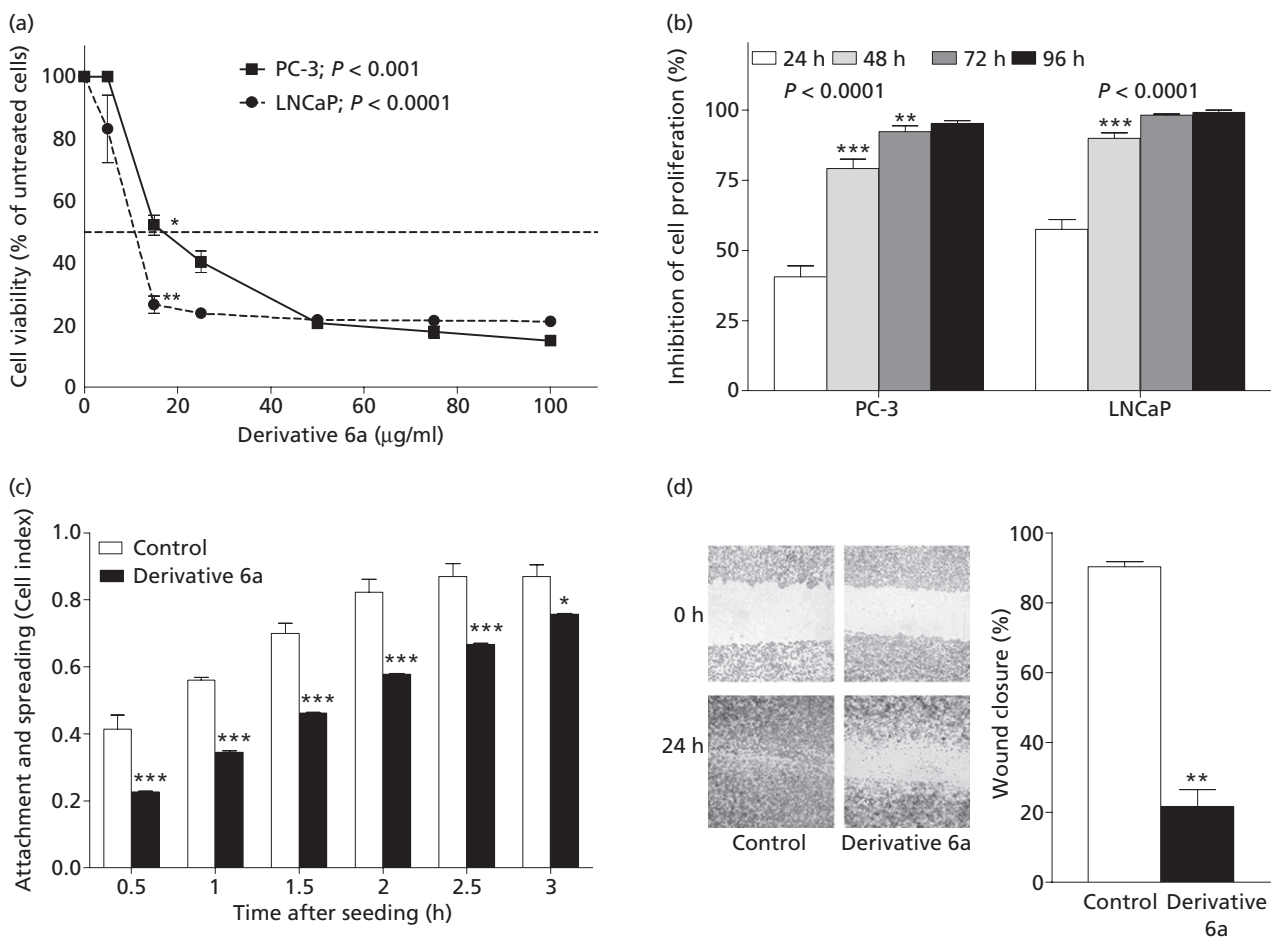 (a)
Cell viability (% of untreated cells)
100
80
60
40
20
0
PC-3; P < 0.001
LNCaP; P < 0.0001
*
**
0 20 40 60 80 100
Derivative 6a (μg/ml)
(b)
Inhibition of cell proliferation (%)
24 h 48 h 72 h 96 h
P < 0.0001 P < 0.0001
100
75
50
25
0
*** ** ***
PC-3 LNCaP
(c)
Attachment and spreading (Cell index)
1.0
0.8
0.6
0.4
0.2
0.0
Control
Derivative 6a
*** *** *** *** *** *
0.5 1 1.5 2 2.5 3
Time after seeding (h)
(d)
0 h
24 h
Control Derivative 6a
Wound closure (%)
100
80
60
40
20
0
**
Control Derivative
6a